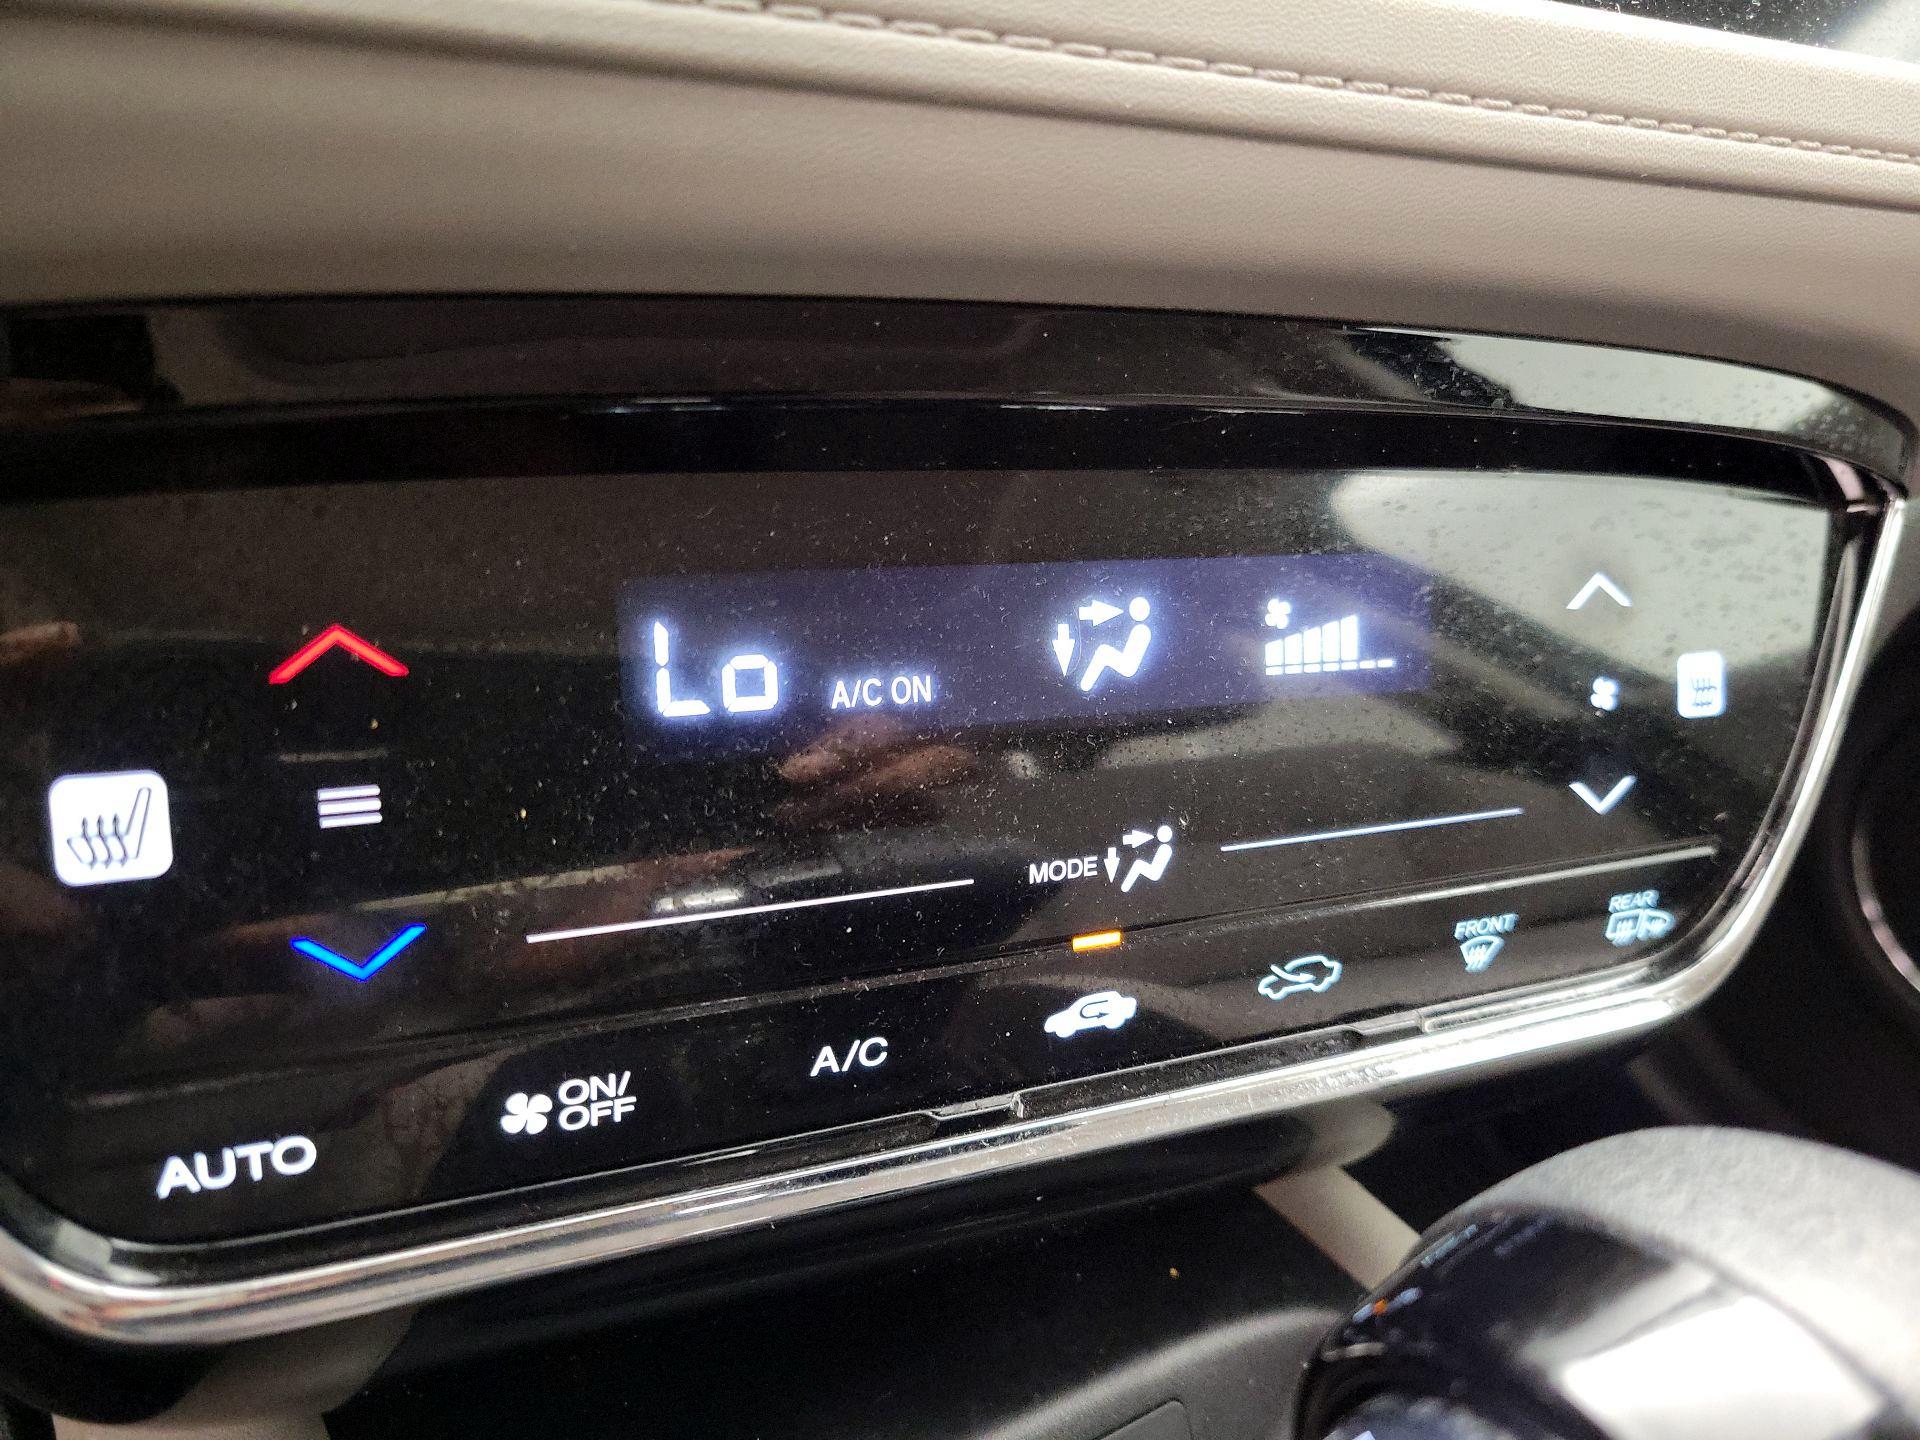 Lo A/C ON
MODE
FRONT
REAR
A/C
ON/
OFF
AUTO